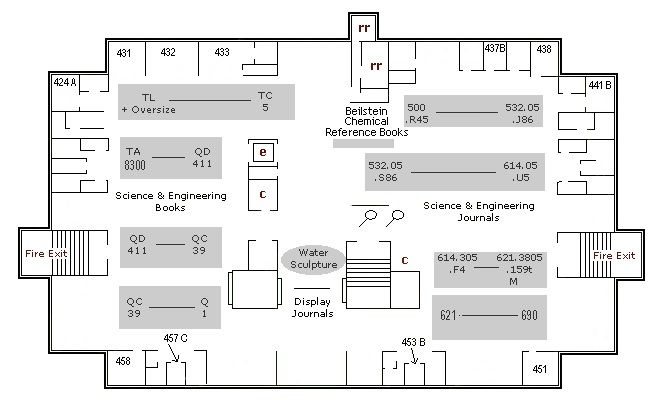 rr
431 432 433
437B 438
rr
424A
441B
TL TC
+ Oversize 5
500 532.05
.R45 .J86
Beilstein
Chemical
Reference Books
TA QD
8300 411
e
532.05 614.05
.S86 .U5
c
Science & Engineering
Books
Science & Engineering
Journals
QD QC
411 39
Fire Exit
Water
Sculpture
c
614.305 621.3805
.F4 .159t
M
Fire Exit
QC Q
39 1
Display
Journals
621 690
457 C
453 B
458
451